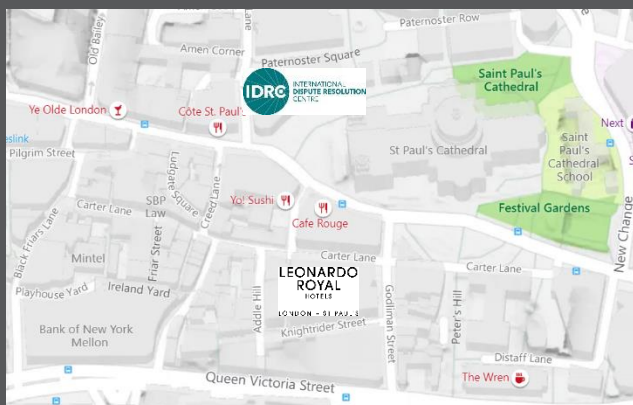 Old Bailey
Lane
Paternoster Row
Amen Corner
Paternoster Square
Saint Paul's
Cathedral
IDRC
INTERNATIONAL
DISPUTE RESOLUTION
CENTRE
Ye Olde London
Côte St. Paul's
Next
eslink
Pilgrim Street
St Paul's Cathedral
Saint
Paul's
Cathedral
School
Ludgate Square
Creed Lane
Yo! Sushi
Cafe Rouge
Festival Gardens
New Change
Carter Lane
SBP
Law
Black Friars Lane
Friar Street
Mintel
Carter Lane
Carter Lane
LEONARDO
ROYAL
HOTELS
LONDON - ST PAUL'S
Playhouse Yard
Ireland Yard
Addle Hill
Godliman Street
Peter's Hill
Knightrider Street
Bank of New York
Mellon
Distaff Lane
Queen Victoria Street
The Wren